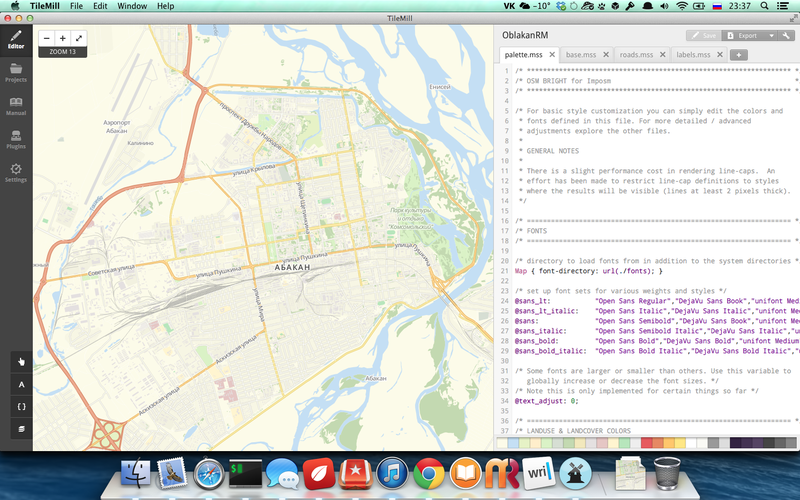 TileMill File Edit Window Help
VK -10° 23:37
TileMill
Editor
Projects
Manual
Plugins
Settings
A
{ }
ZOOM 13
Енисей
Аэропорт
Абакан
Калинино
проспект Дружбы Народов
улица Крылова
улица Щетинкина
Парк культуры
и отдыха
"Комсомольский"
улица Пушкина
улица Пушкина
Советская улица
улица Пушкина
АБАКАН
улица Мира
Аскизская улица
Аскизская улица
Абакан
OblakanRM
Save
Export
palette.mss
base.mss
roads.mss
labels.mss
1 /* ================================================================== *
2 /* OSM BRIGHT for Imposm
3 /* ================================================================== *
4
5 /* For basic style customization you can simply edit the colors and
6 * fonts defined in this file. For more detailed / advanced
7 * adjustments explore the other files.
8 *
9 * GENERAL NOTES
10 *
11 * There is a slight performance cost in rendering line-caps. An
12 * effort has been made to restrict line-cap definitions to styles
13 * where the results will be visible (lines at least 2 pixels thick).
14 */
15
16 /* ================================================================== *
17 /* FONTS
18 /* ================================================================== *
19
20 /* directory to load fonts from in addition to the system directories *
21 Map { font-directory: url(./fonts); }
22
23 /* set up font sets for various weights and styles */
24 @sans_lt: "Open Sans Regular","DejaVu Sans Book","unifont Med
25 @sans_lt_italic: "Open Sans Italic","DejaVu Sans Italic","unifont Me
26 @sans: "Open Sans Semibold","DejaVu Sans Book","unifont Me
27 @sans_italic: "Open Sans Semibold Italic","DejaVu Sans Italic","un
28 @sans_bold: "Open Sans Bold","DejaVu Sans Bold","unifont Medium
29 @sans_bold_italic: "Open Sans Bold Italic","DejaVu Sans Bold Italic","
30
31 /* Some fonts are larger or smaller than others. Use this variable to
32 globally increase or decrease the font sizes. */
33 /* Note this is only implemented for certain things so far */
34 @text_adjust: 0;
35
36 /* ================================================================== *
37 /* LANDUSE & LANDCOVER COLORS
wri